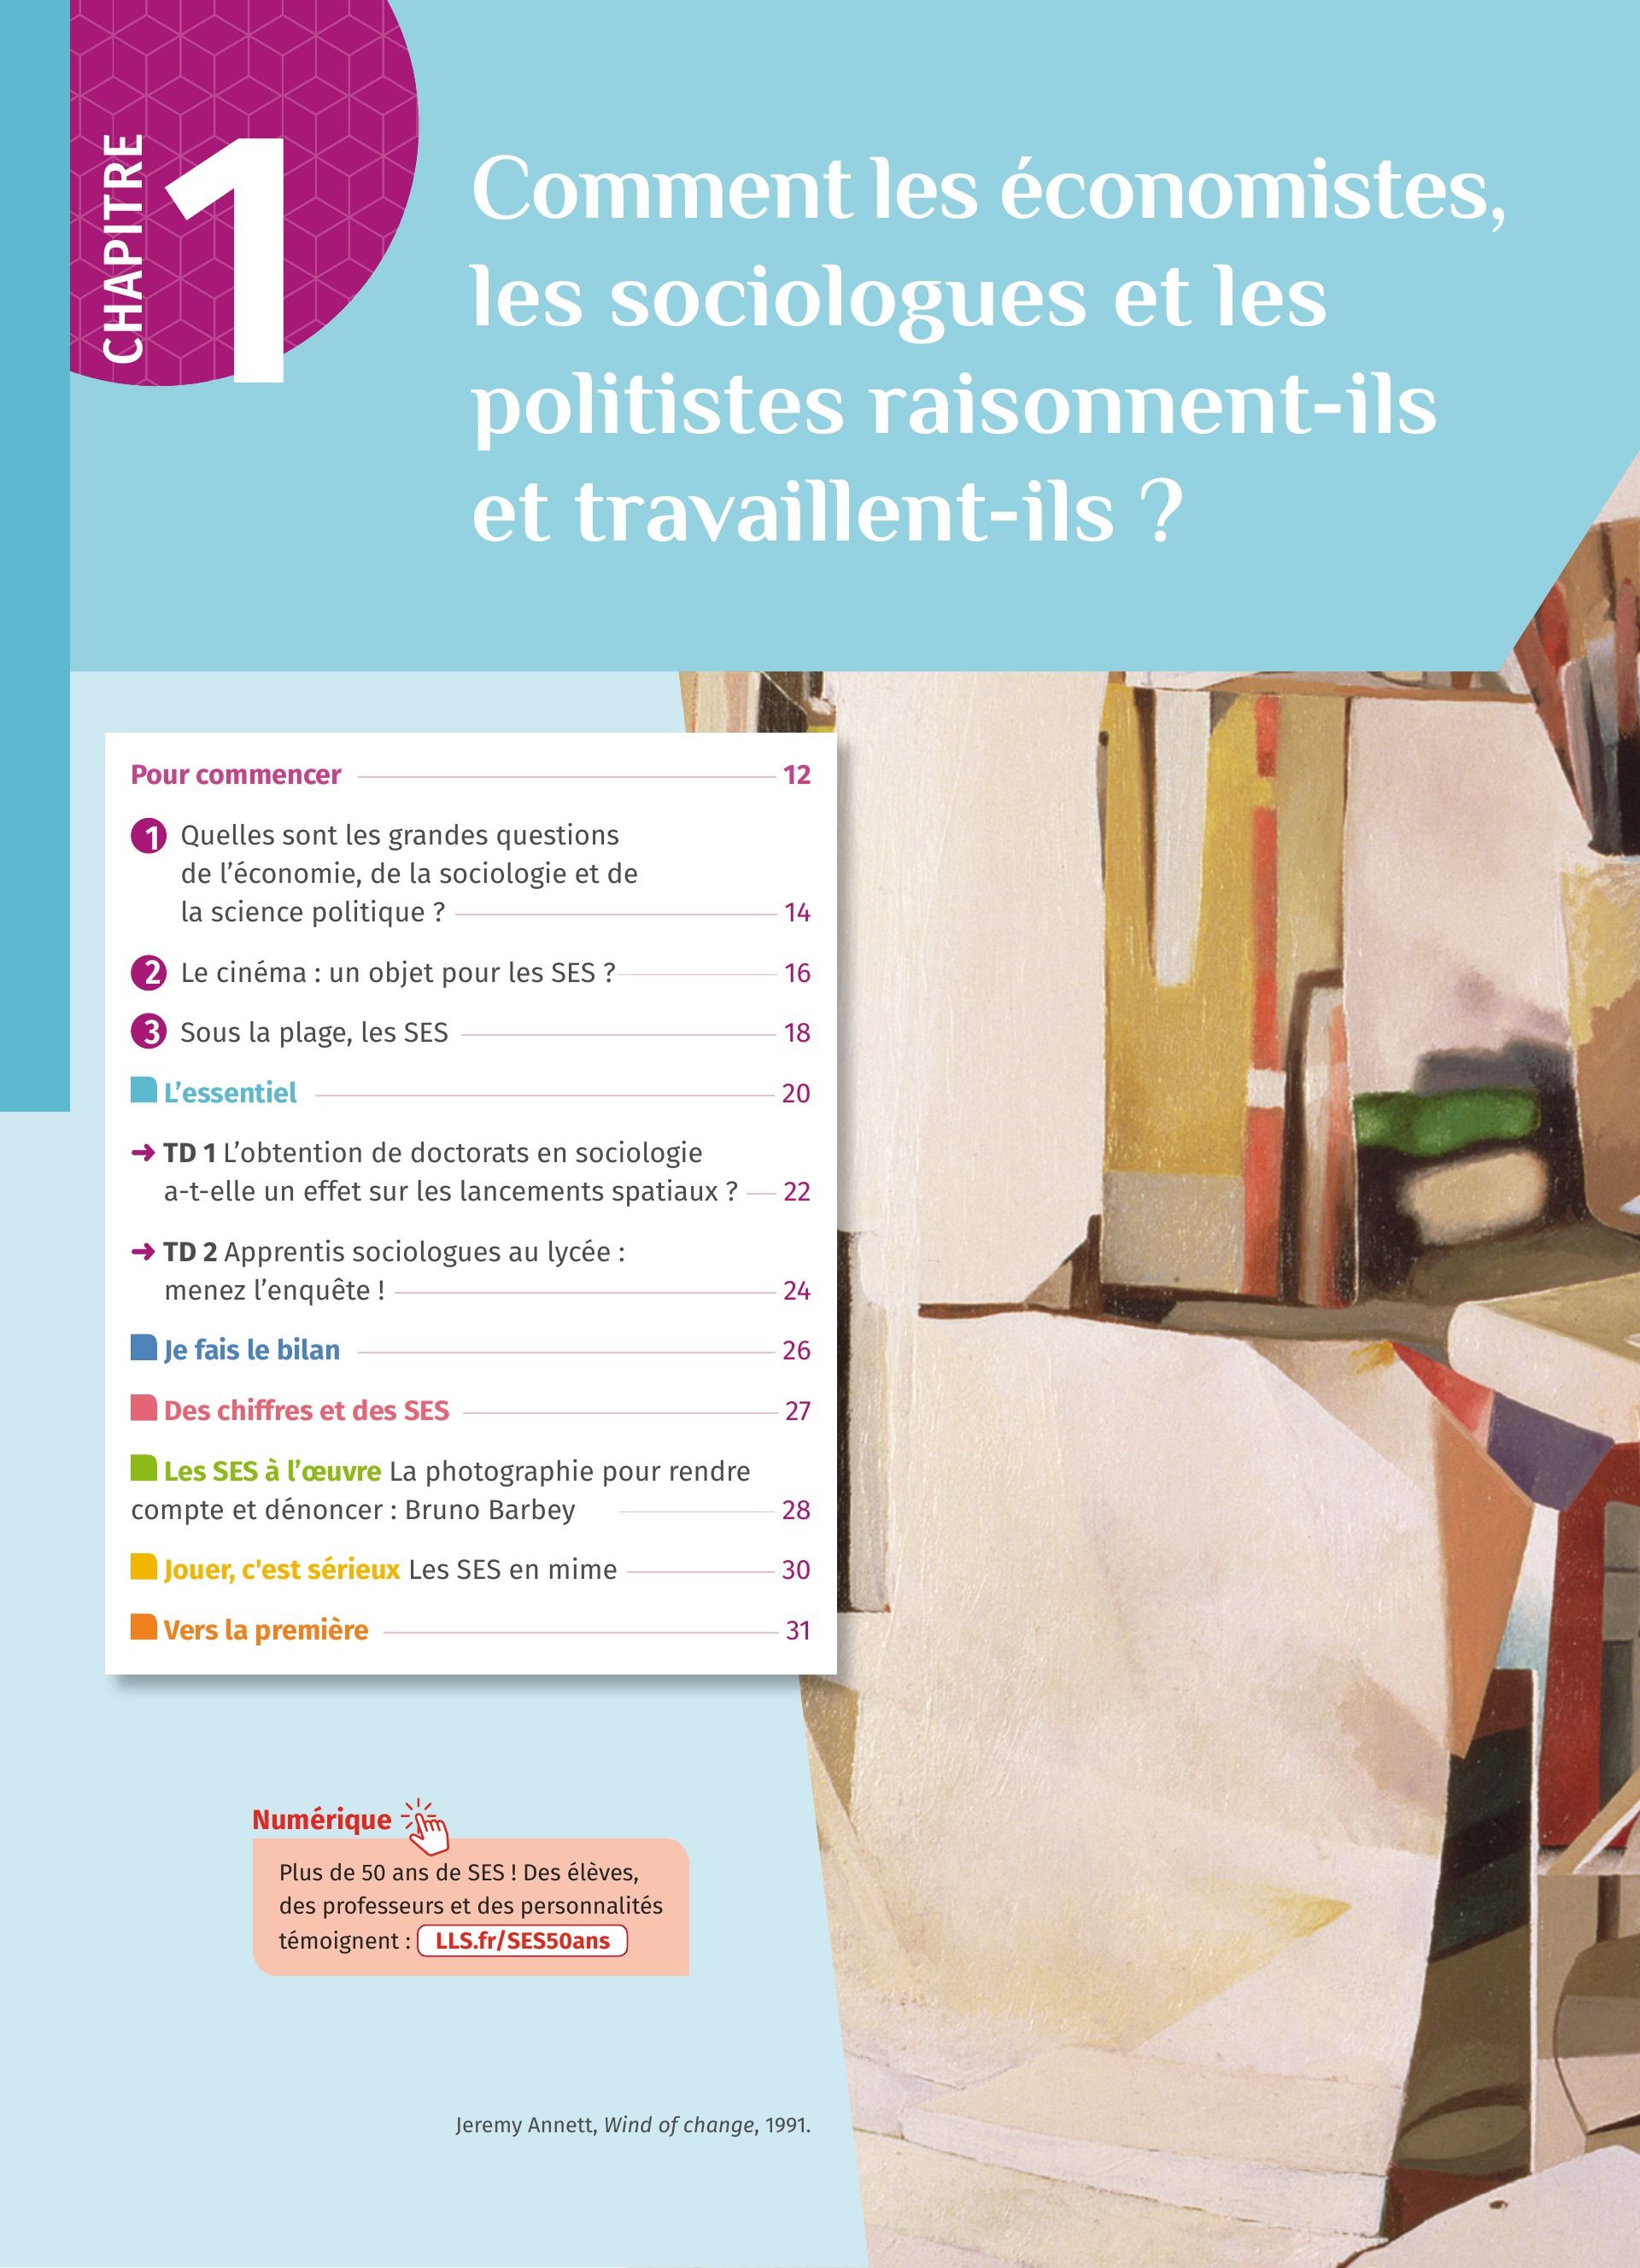 CHAPITRE
1
Comment les économistes,
les sociologues et les
politistes raisonnent-ils
et travaillent-ils ?
Pour commencer 12
1 Quelles sont les grandes questions
de l’économie, de la sociologie et de
la science politique ? 14
2 Le cinéma : un objet pour les SES ? 16
3 Sous la plage, les SES 18
L’essentiel 20
➜ TD 1 L’obtention de doctorats en sociologie
a-t-elle un effet sur les lancements spatiaux ? 22
➜ TD 2 Apprentis sociologues au lycée :
menez l’enquête ! 24
Je fais le bilan 26
Des chiffres et des SES 27
Les SES à l’œuvre La photographie pour rendre
compte et dénoncer : Bruno Barbey 28
Jouer, c'est sérieux Les SES en mime 30
Vers la première 31
Numérique
Plus de 50 ans de SES ! Des élèves,
des professeurs et des personnalités
témoignent : LLS.fr/SES50ans
Jeremy Annett, Wind of change, 1991.